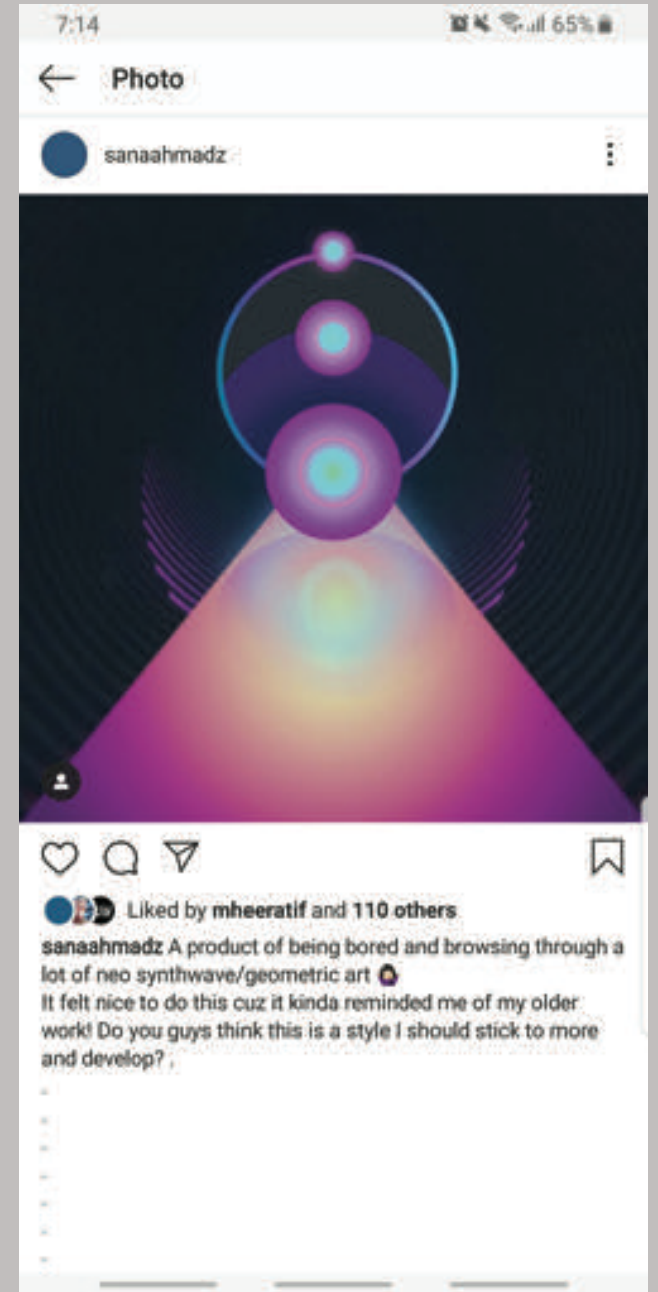 7:14 65%
Photo
sanaahmadz
Liked by mheeratif and 110 others
sanaahmadz A product of being bored and browsing through a
lot of neo synthwave/geometric art 🤦🏻‍♀️
It felt nice to do this cuz it kinda reminded me of my older
work! Do you guys think this is a style I should stick to more
and develop? .
-
-
-
-
-
-
-